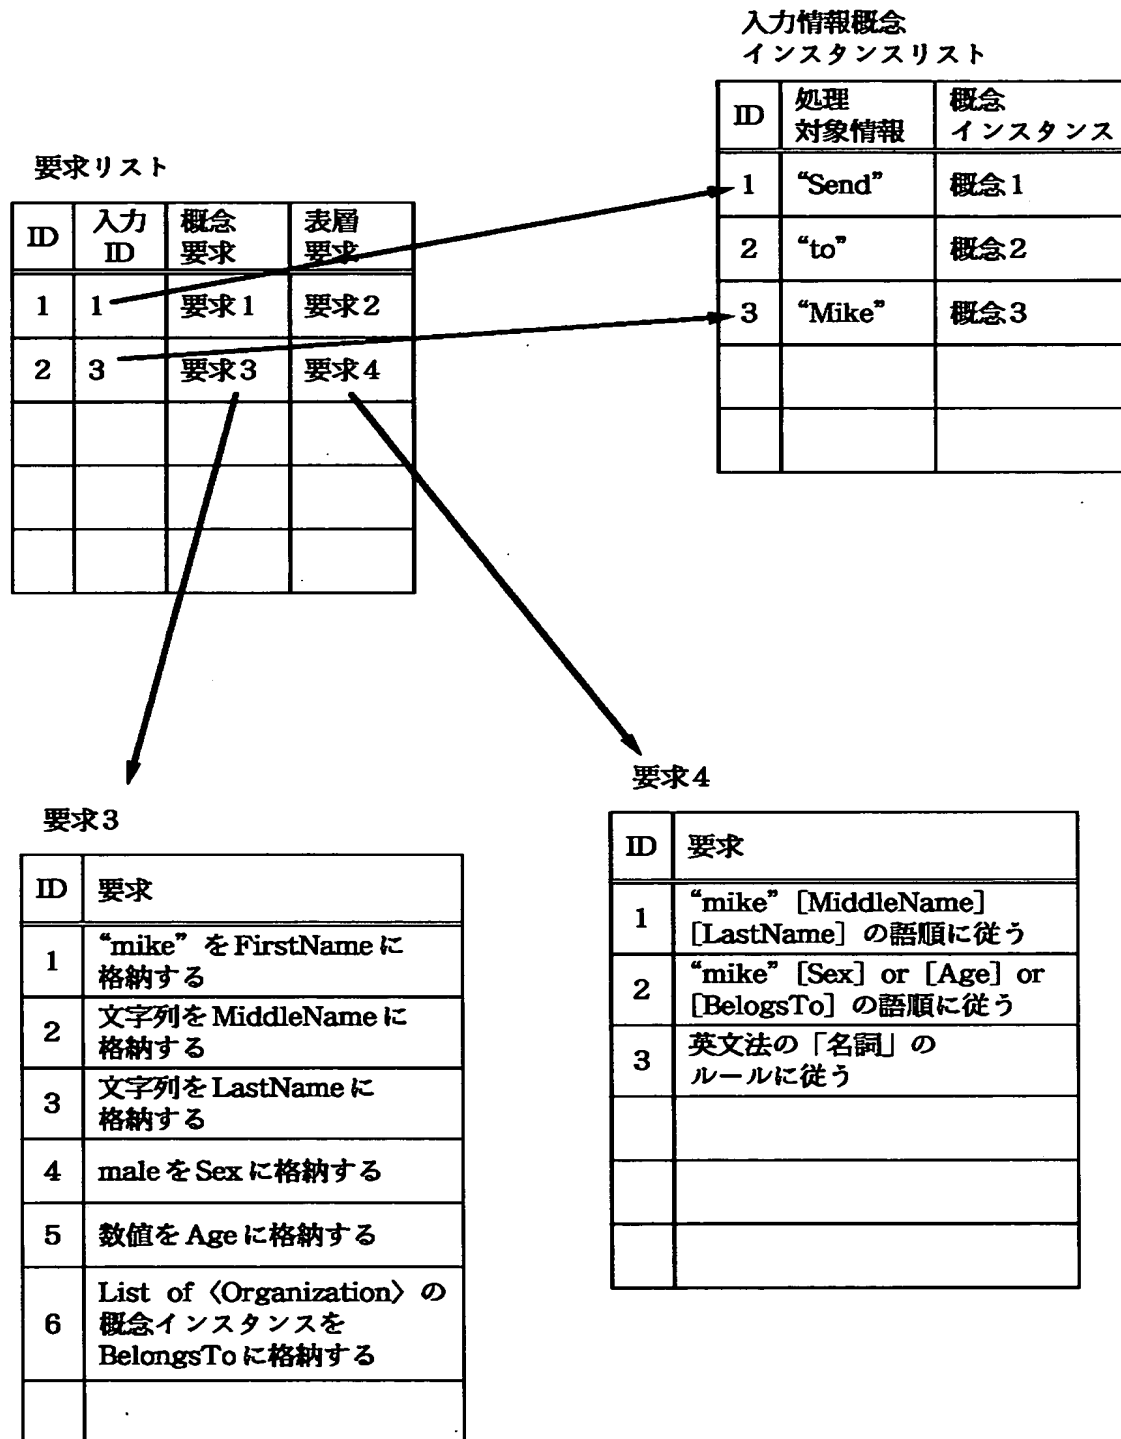 入力情報概念
インスタンスリスト
ID 処理 概念
対象情報 インスタンス
1 “Send” 概念1
2 “to” 概念2
3 “Mike” 概念3
要求リスト
ID 入力 概念 表層
ID 要求 要求
1 1 要求1 要求2
2 3 要求3 要求4
要求3
ID 要求
1 “mike” をFirstNameに
格納する
2 文字列をMiddleNameに
格納する
3 文字列をLastNameに
格納する
4 maleをSexに格納する
5 数値をAgeに格納する
6 List of 〈Organization〉 の
概念インスタンスを
BelongsToに格納する
要求4
ID 要求
1 “mike” [MiddleName]
[LastName] の語順に従う
2 “mike” [Sex] or [Age] or
[BelogsTo] の語順に従う
3 英文法の「名詞」の
ルールに従う